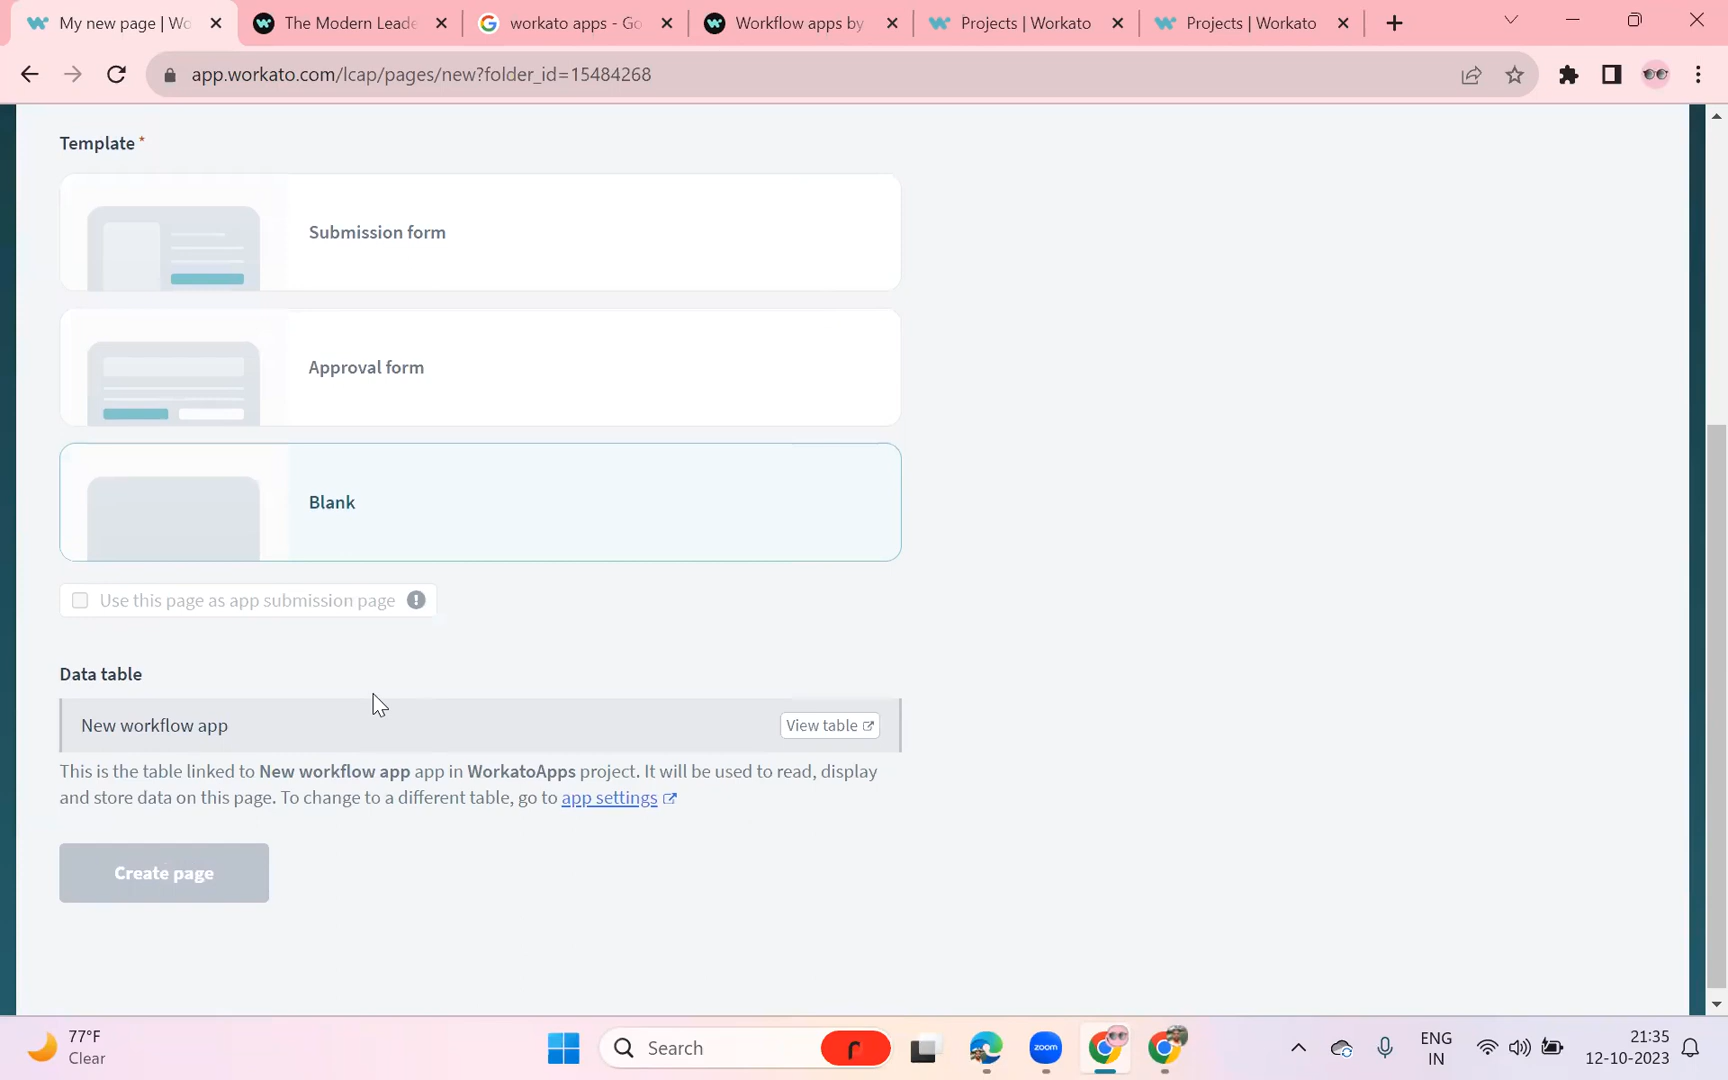 My new page | Wo
The Modern Leade
workato apps - Go
Workflow apps by
Projects | Workato
Projects | Workato
app.workato.com/lcap/pages/new?folder_id=15484268
Template *
Submission form
Approval form
Blank
Use this page as app submission page
Data table
New workflow app
View table
This is the table linked to New workflow app app in WorkatoApps project. It will be used to read, display
and store data on this page. To change to a different table, go to app settings
Create page
77°F
Clear
Search
zoom
ENG
IN
21:35
12-10-2023